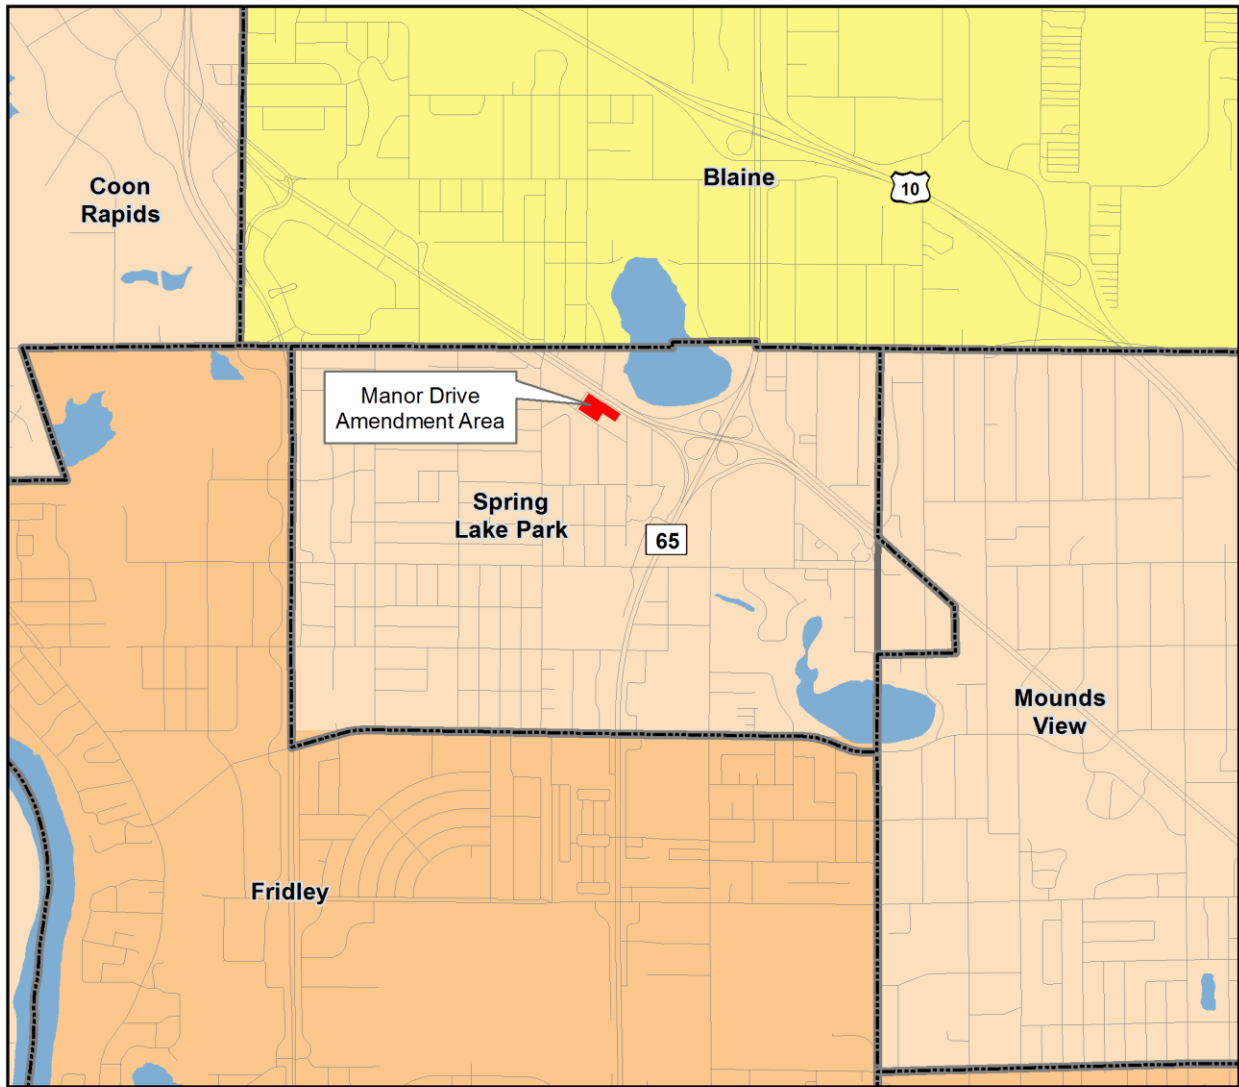 Coon
Rapids
Blaine
10
Manor Drive
Amendment Area
Spring
Lake Park
65
Mounds
View
Fridley